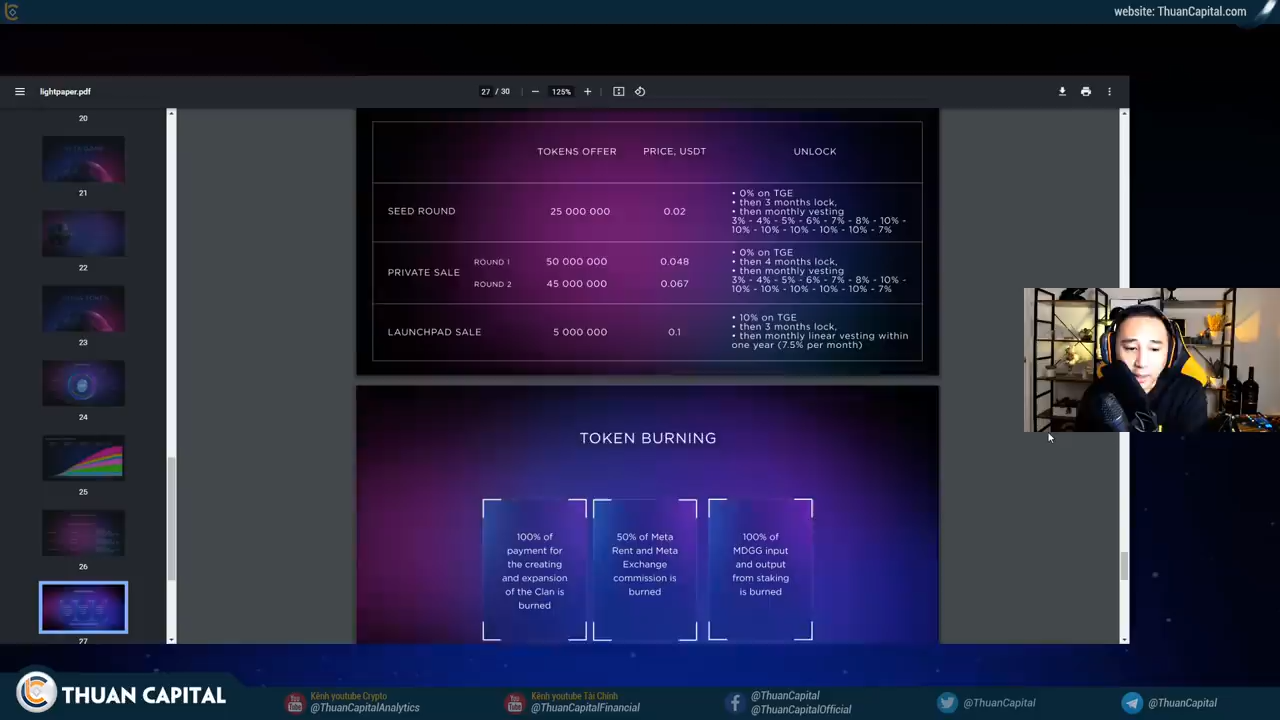 website: ThuanCapital.com
lightpaper.pdf
27 / 30
125%
20
21
22
23
24
25
26
27
TOKENS OFFER PRICE, USDT UNLOCK
SEED ROUND 25 000 000 0.02
• 0% on TGE
• then 3 months lock,
• then monthly vesting
3% - 4% - 5% - 6% - 7% - 8% - 10% -
10% - 10% - 10% - 10% - 10% - 7%
PRIVATE SALE
ROUND 1 50 000 000 0.048
ROUND 2 45 000 000 0.067
• 0% on TGE
• then 4 months lock,
• then monthly vesting
3% - 4% - 5% - 6% - 7% - 8% - 10% -
10% - 10% - 10% - 10% - 10% - 7%
LAUNCHPAD SALE 5 000 000 0.1
• 10% on TGE
• then 3 months lock,
• then monthly linear vesting within
one year (7.5% per month)
TOKEN BURNING
100% of
payment for
the creating
and expansion
of the Clan is
burned
50% of Meta
Rent and Meta
Exchange
commission is
burned
100% of
MDGG input
and output
from staking
is burned
THUAN CAPITAL
Kênh youtube Crypto
@ThuanCapitalAnalytics
Kênh youtube Tài Chính
@ThuanCapitalFinancial
@ThuanCapital
@ThuanCapitalOfficial
@ThuanCapital
@ThuanCapital